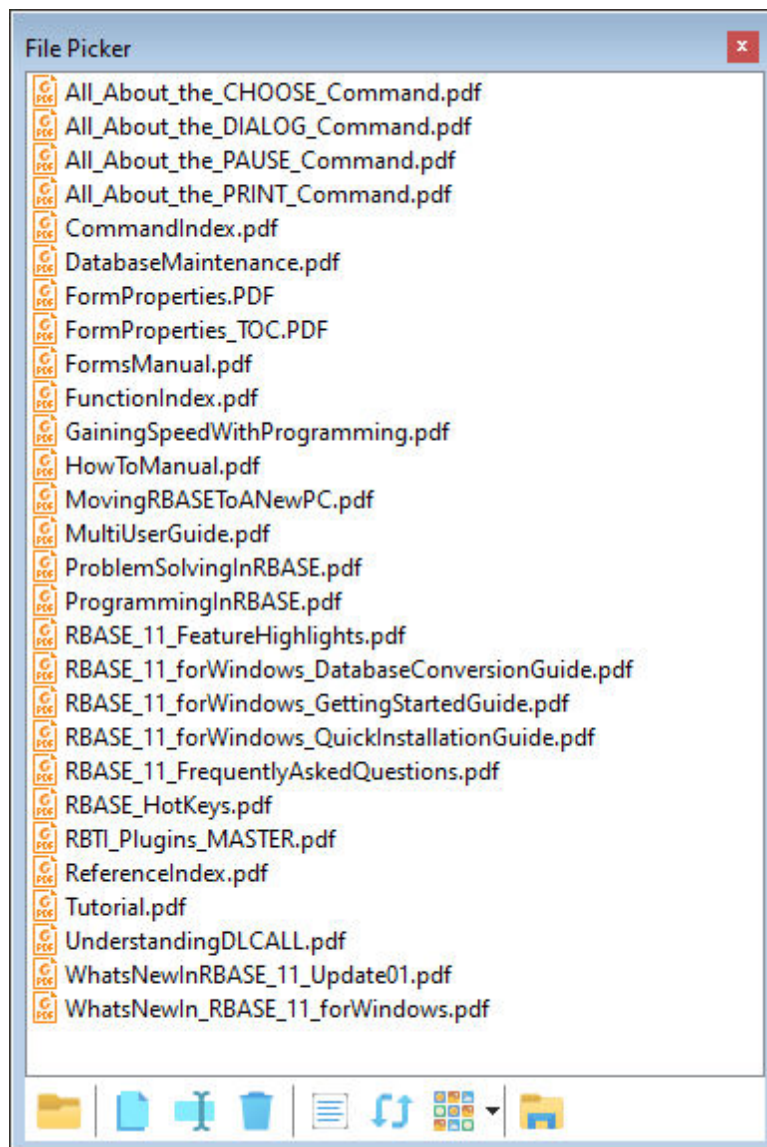 File Picker
x
All_About_the_CHOOSE_Command.pdf
All_About_the_DIALOG_Command.pdf
All_About_the_PAUSE_Command.pdf
All_About_the_PRINT_Command.pdf
CommandIndex.pdf
DatabaseMaintenance.pdf
FormProperties.PDF
FormProperties_TOC.PDF
FormsManual.pdf
FunctionIndex.pdf
GainingSpeedWithProgramming.pdf
HowToManual.pdf
MovingRBASEToANewPC.pdf
MultiUserGuide.pdf
ProblemSolvingInRBASE.pdf
ProgrammingInRBASE.pdf
RBASE_11_FeatureHighlights.pdf
RBASE_11_forWindows_DatabaseConversionGuide.pdf
RBASE_11_forWindows_GettingStartedGuide.pdf
RBASE_11_forWindows_QuickInstallationGuide.pdf
RBASE_11_FrequentlyAskedQuestions.pdf
RBASE_HotKeys.pdf
RBTI_Plugins_MASTER.pdf
ReferenceIndex.pdf
Tutorial.pdf
UnderstandingDLCALL.pdf
WhatsNewInRBASE_11_Update01.pdf
WhatsNewIn_RBASE_11_forWindows.pdf